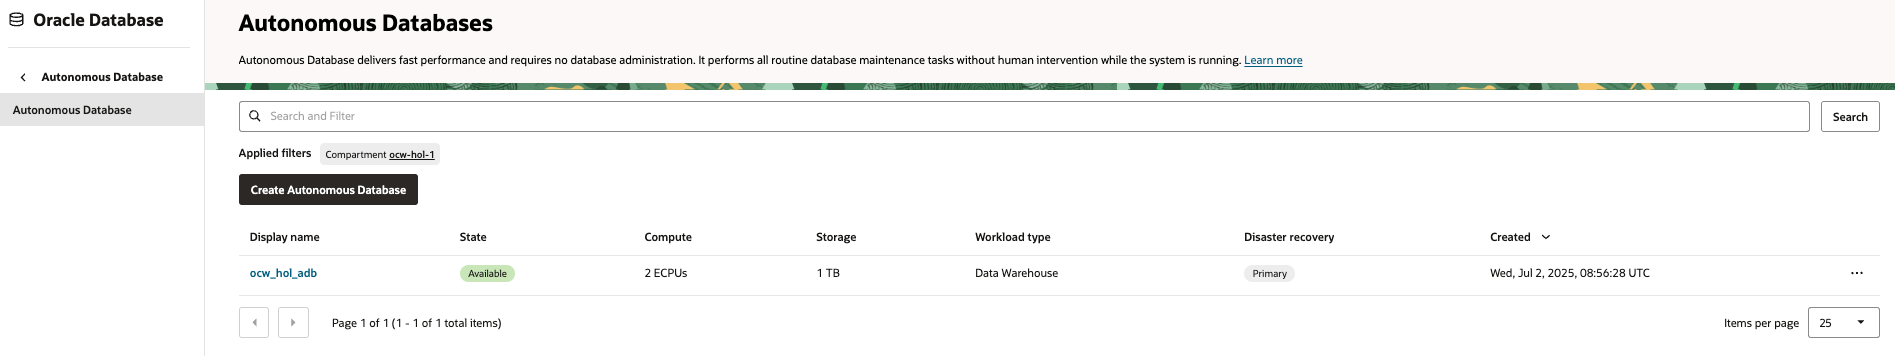 Oracle Database
Autonomous Database
Autonomous Database
Autonomous Databases
Autonomous Database delivers fast performance and requires no database administration. It performs all routine database maintenance tasks without human intervention while the system is running. Learn more
Search and Filter
Search
Applied filters Compartment ocw-hol-1
Create Autonomous Database
Display name State Compute Storage Workload type Disaster recovery Created
ocw_hol_adb Available 2 ECPUs 1 TB Data Warehouse Primary Wed, Jul 2, 2025, 08:56:28 UTC
Page 1 of 1 (1 - 1 of 1 total items) Items per page 25